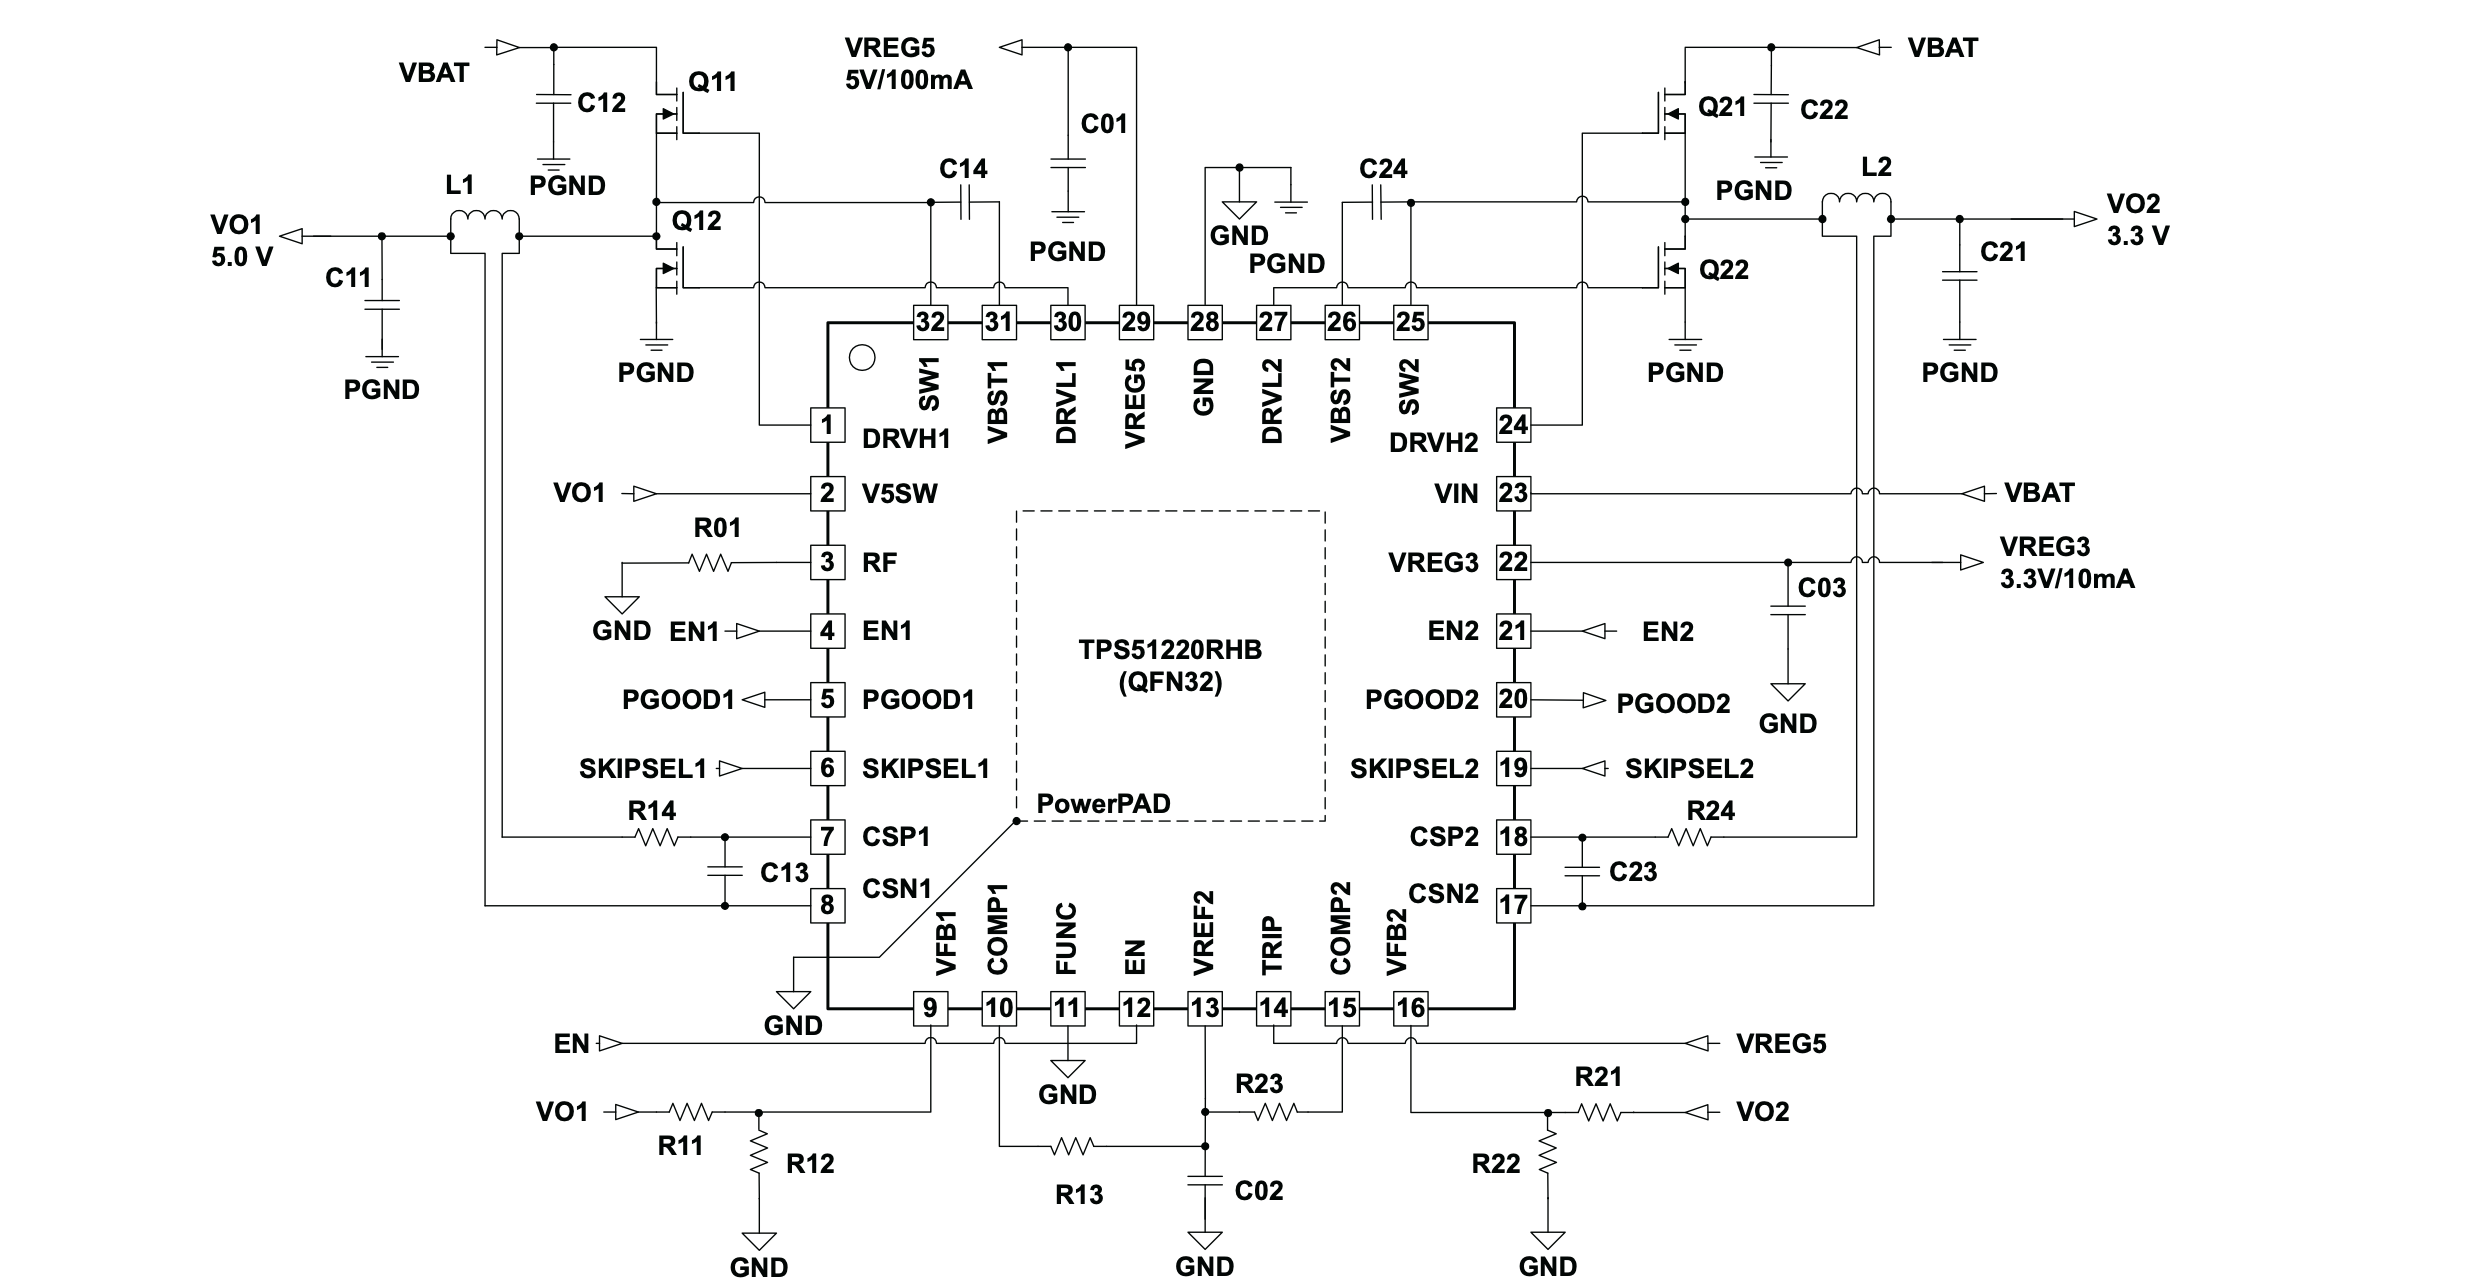 VBAT
C12
PGND
Q11
VREG5
5V/100mA
C01
PGND
C14
L1
VO1
5.0 V
C11
PGND
Q12
PGND
GND
PGND
C24
Q21
C22
VBAT
PGND
L2
VO2
3.3 V
C21
PGND
Q22
PGND
32
31
30
29
28
27
26
25
SW1
VBST1
DRVL1
VREG5
GND
DRVL2
VBST2
SW2
1
DRVH1
24
DRVH2
VO1
2
V5SW
VIN
23
VBAT
R01
3
RF
GND
VREG3
22
VREG3
3.3V/10mA
C03
GND
EN1
4
EN1
EN2
21
EN2
TPS51220RHB
(QFN32)
PGOOD1
5
PGOOD1
PGOOD2
20
PGOOD2
SKIPSEL1
6
SKIPSEL1
SKIPSEL2
19
SKIPSEL2
PowerPAD
R14
7
CSP1
CSP2
18
R24
C13
C23
8
CSN1
CSN2
17
GND
VFB1
COMP1
FUNC
EN
VREF2
TRIP
COMP2
VFB2
9
10
11
12
13
14
15
16
EN
GND
VREG5
VO1
R11
R12
GND
R13
R23
C02
GND
R21
VO2
R22
GND